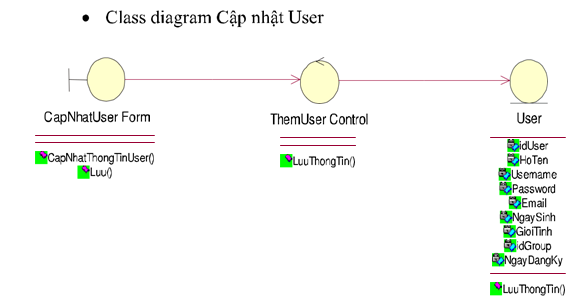 • Class diagram Cập nhật User
CapNhatUser Form
CapNhatThongTinUser()
Luu()
ThemUser Control
LuuThongTin()
User
idUser
HoTen
Username
Password
Email
NgaySinh
GioiTinh
idGroup
NgayDangKy
LuuThongTin()